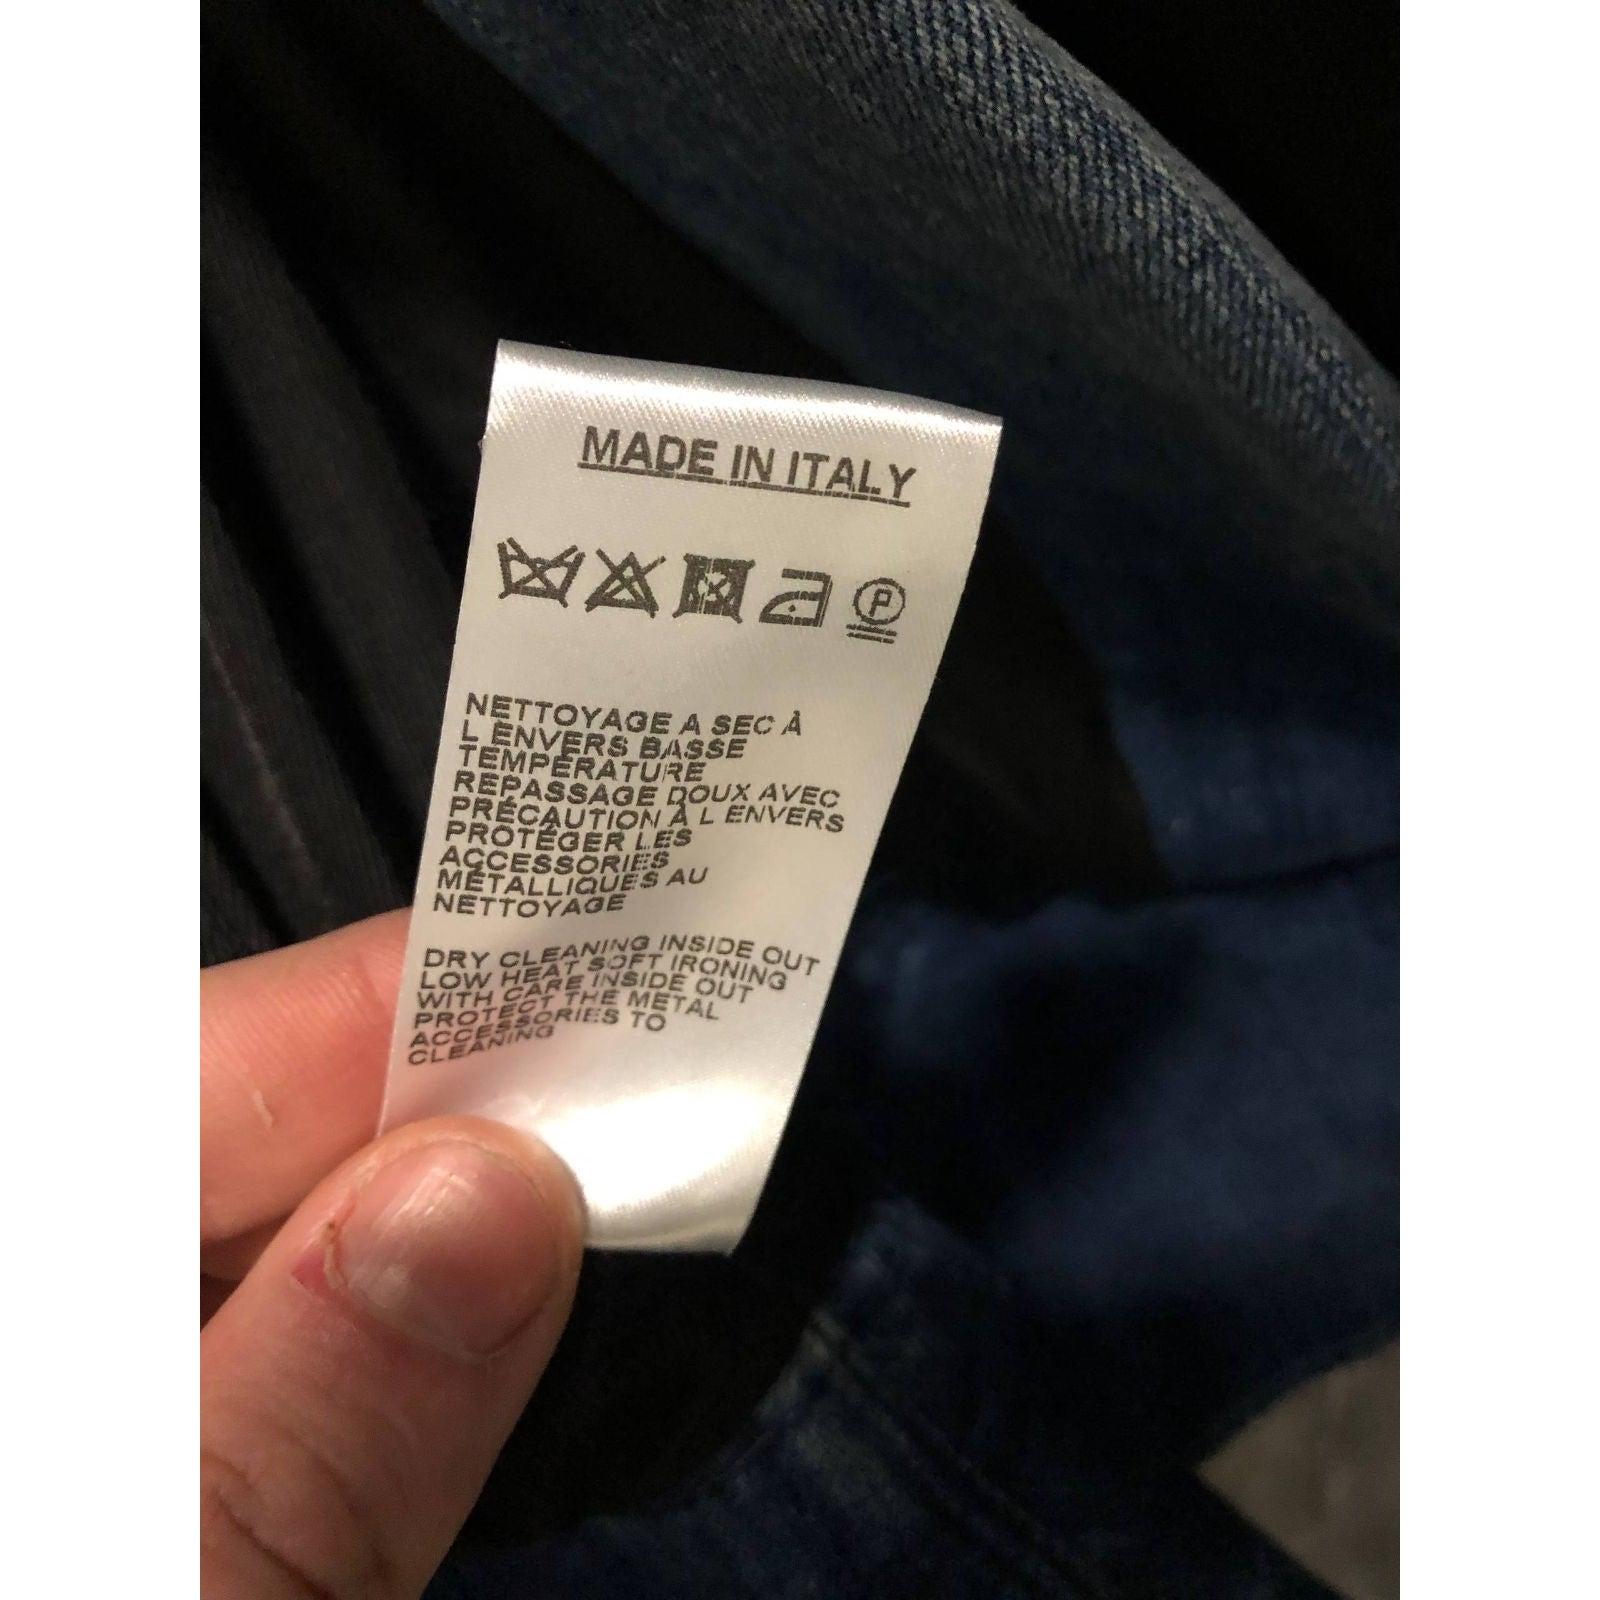 MADE IN ITALY
P
NETTOYAGE A SEC À
L ENVERS BASSE
TEMPÉRATURE
REPASSAGE DOUX AVEC
PRÉCAUTION À L ENVERS
PROTÉGER LES
ACCESSORIES
MÉTALLIQUES AU
NETTOYAGE
DRY CLEANING INSIDE OUT
LOW HEAT SOFT IRONING
WITH CARE INSIDE OUT
PROTECT THE METAL
ACCESSORIES TO
CLEANING